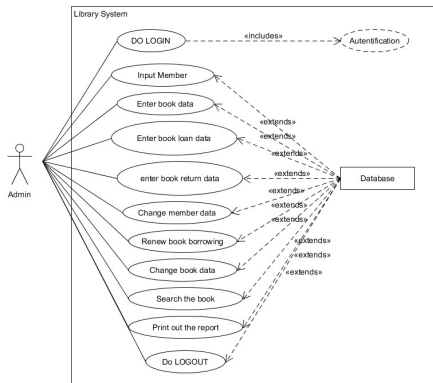 Library System
DO LOGIN
«includes»
Autentification
Input Member
Enter book data
«extends»
Enter book loan data
«extends»
«extends»
enter book return data
«extends»
Database
Admin
«extends»
Change member data
«extends»
«extends»
Renew book borrowing
«extends»
«extends»
Change book data
«extends»
Search the book
Print out the report
Do LOGOUT